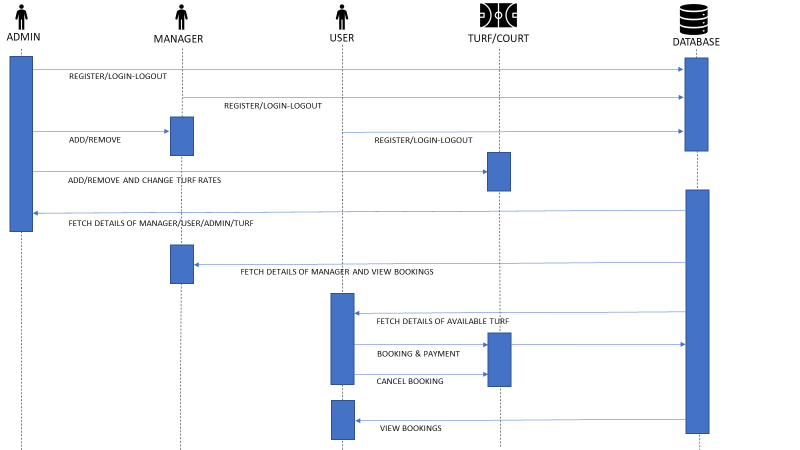 ADMIN
MANAGER
USER
TURF/COURT
DATABASE
REGISTER/LOGIN-LOGOUT
REGISTER/LOGIN-LOGOUT
ADD/REMOVE
REGISTER/LOGIN-LOGOUT
ADD/REMOVE AND CHANGE TURF RATES
FETCH DETAILS OF MANAGER/USER/ADMIN/TURF
FETCH DETAILS OF MANAGER AND VIEW BOOKINGS
FETCH DETAILS OF AVAILABLE TURF
BOOKING & PAYMENT
CANCEL BOOKING
VIEW BOOKINGS